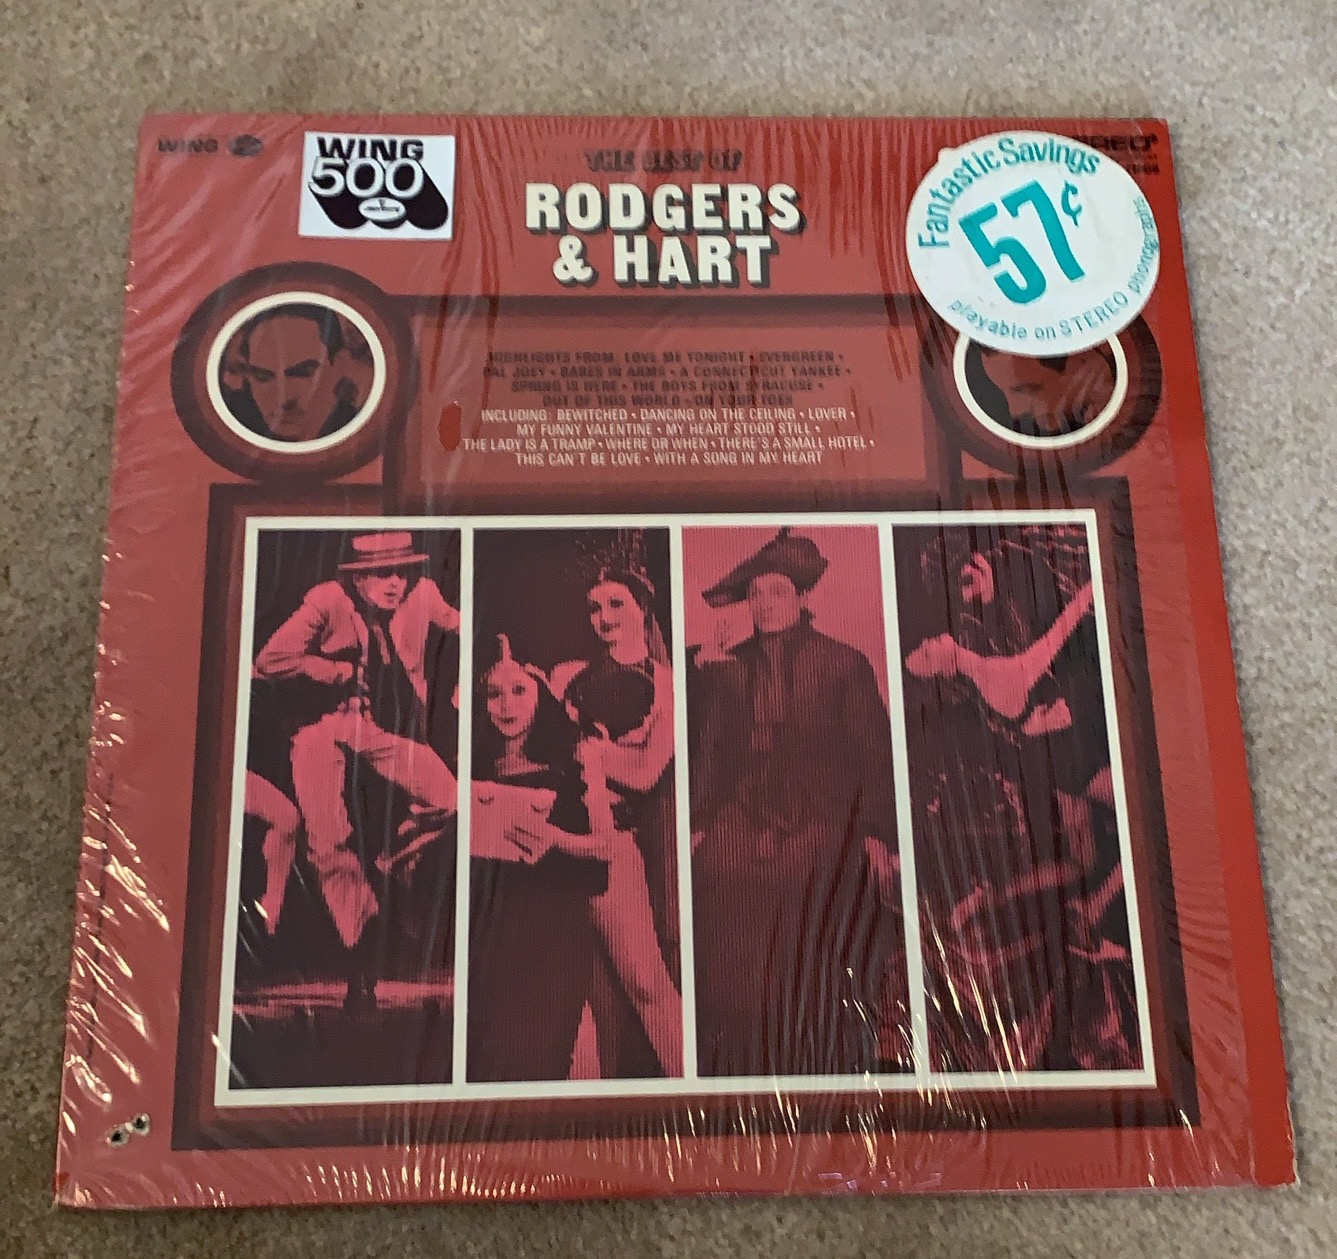 WING
WING
500
THE BEST OF
RODGERS
& HART
Fantastic Savings
57¢
playable on STEREO phonographs
HIGHLIGHTS FROM: LOVE ME TONIGHT • EVERGREEN •
PAL JOEY • BABES IN ARMS • A CONNECTICUT YANKEE •
SPRING IS HERE • THE BOYS FROM SYRACUSE •
OUT OF THIS WORLD • ON YOUR TOES
INCLUDING: BEWITCHED • DANCING ON THE CEILING • LOVER •
MY FUNNY VALENTINE • MY HEART STOOD STILL •
THE LADY IS A TRAMP • WHERE OR WHEN • THERE'S A SMALL HOTEL •
THIS CAN'T BE LOVE • WITH A SONG IN MY HEART